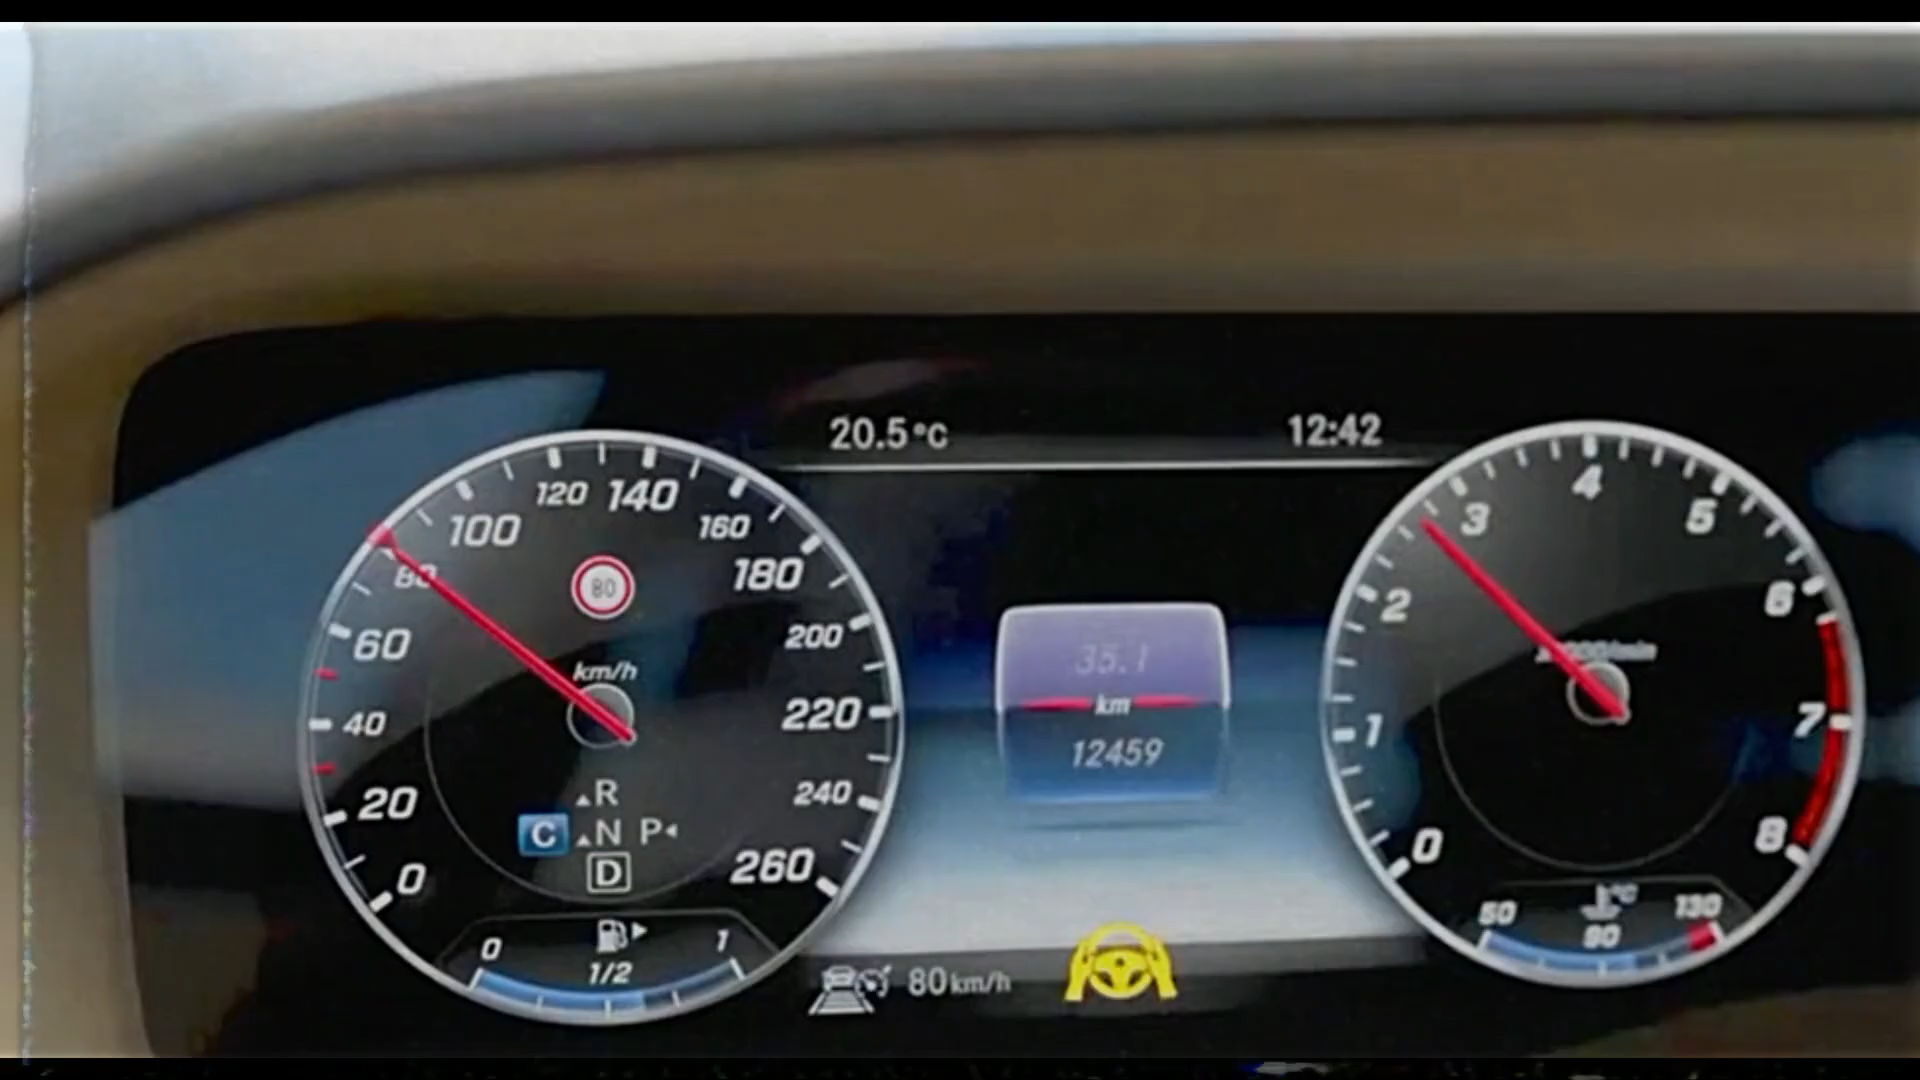 20.5°C 12:42
0 20 40 60 80 100 120 140 160 180 200 220 240 260
80
km/h
R
C N P
D
0 1/2 1
35.1
km
12459
0 1 2 3 4 5 6 7 8
°C
50 90 130
80 km/h